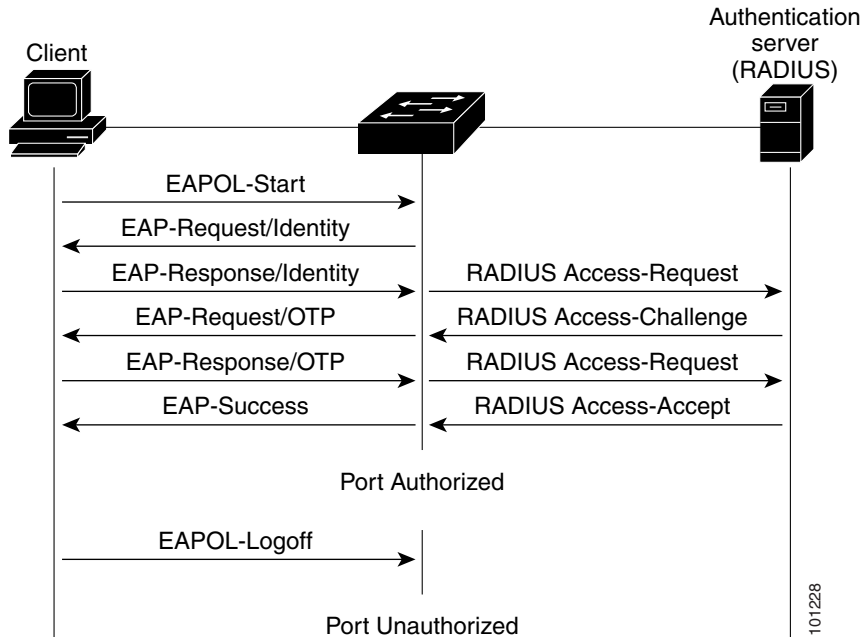 Authentication
server
(RADIUS)
Client
EAPOL-Start
EAP-Request/Identity
EAP-Response/Identity
RADIUS Access-Request
EAP-Request/OTP
RADIUS Access-Challenge
EAP-Response/OTP
RADIUS Access-Request
EAP-Success
RADIUS Access-Accept
Port Authorized
EAPOL-Logoff
Port Unauthorized
101228